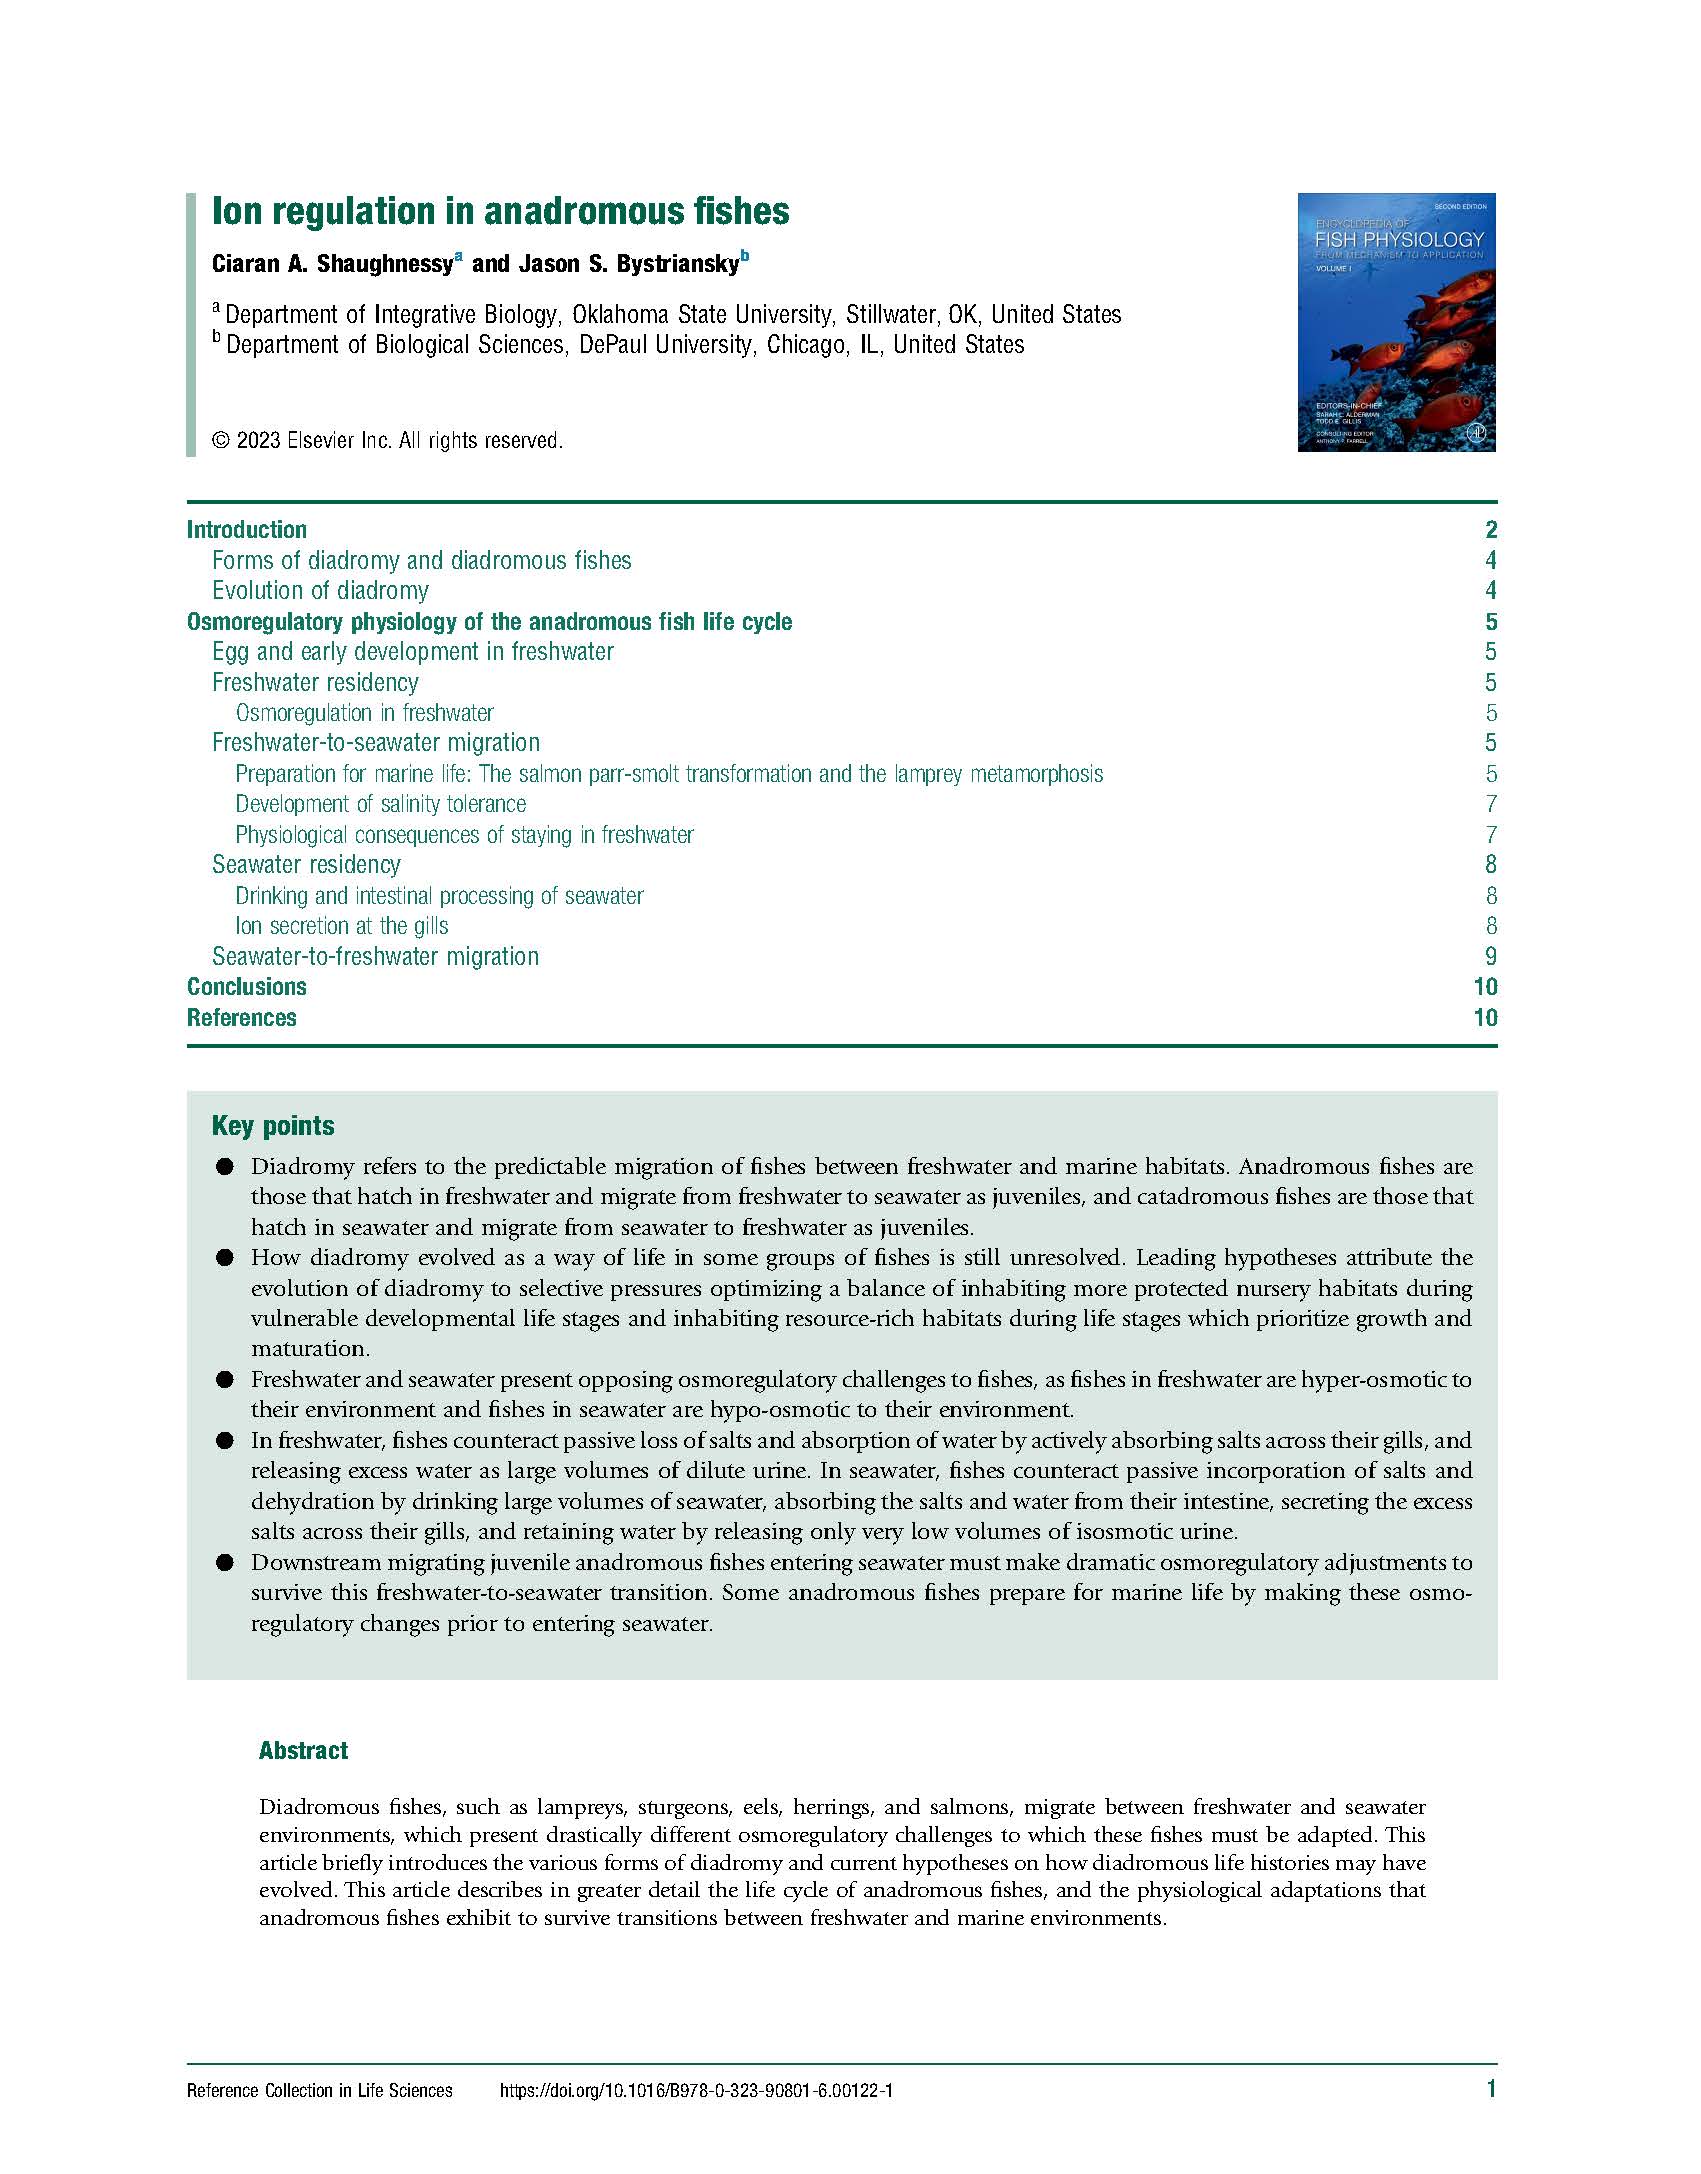 Ion regulation in anadromous fishes
Ciaran A. Shaughnessyᵃ and Jason S. Bystrianskyᵇ
ᵃ Department of Integrative Biology, Oklahoma State University, Stillwater, OK, United States
ᵇ Department of Biological Sciences, DePaul University, Chicago, IL, United States
© 2023 Elsevier Inc. All rights reserved.
SECOND EDITION
ENCYCLOPEDIA OF
FISH PHYSIOLOGY
FROM MECHANISM TO APPLICATION
VOLUME 1
EDITORS-IN-CHIEF
SARAH L. ALDERMAN
TODD E. GILLIS
CONSULTING EDITOR
ANTHONY P. FARRELL
AP
Introduction 2
Forms of diadromy and diadromous fishes 4
Evolution of diadromy 4
Osmoregulatory physiology of the anadromous fish life cycle 5
Egg and early development in freshwater 5
Freshwater residency 5
Osmoregulation in freshwater 5
Freshwater-to-seawater migration 5
Preparation for marine life: The salmon parr-smolt transformation and the lamprey metamorphosis 5
Development of salinity tolerance 7
Physiological consequences of staying in freshwater 7
Seawater residency 8
Drinking and intestinal processing of seawater 8
Ion secretion at the gills 8
Seawater-to-freshwater migration 9
Conclusions 10
References 10
Key points
● Diadromy refers to the predictable migration of fishes between freshwater and marine habitats. Anadromous fishes are
those that hatch in freshwater and migrate from freshwater to seawater as juveniles, and catadromous fishes are those that
hatch in seawater and migrate from seawater to freshwater as juveniles.
● How diadromy evolved as a way of life in some groups of fishes is still unresolved. Leading hypotheses attribute the
evolution of diadromy to selective pressures optimizing a balance of inhabiting more protected nursery habitats during
vulnerable developmental life stages and inhabiting resource-rich habitats during life stages which prioritize growth and
maturation.
● Freshwater and seawater present opposing osmoregulatory challenges to fishes, as fishes in freshwater are hyper-osmotic to
their environment and fishes in seawater are hypo-osmotic to their environment.
● In freshwater, fishes counteract passive loss of salts and absorption of water by actively absorbing salts across their gills, and
releasing excess water as large volumes of dilute urine. In seawater, fishes counteract passive incorporation of salts and
dehydration by drinking large volumes of seawater, absorbing the salts and water from their intestine, secreting the excess
salts across their gills, and retaining water by releasing only very low volumes of isosmotic urine.
● Downstream migrating juvenile anadromous fishes entering seawater must make dramatic osmoregulatory adjustments to
survive this freshwater-to-seawater transition. Some anadromous fishes prepare for marine life by making these osmo-
regulatory changes prior to entering seawater.
Abstract
Diadromous fishes, such as lampreys, sturgeons, eels, herrings, and salmons, migrate between freshwater and seawater
environments, which present drastically different osmoregulatory challenges to which these fishes must be adapted. This
article briefly introduces the various forms of diadromy and current hypotheses on how diadromous life histories may have
evolved. This article describes in greater detail the life cycle of anadromous fishes, and the physiological adaptations that
anadromous fishes exhibit to survive transitions between freshwater and marine environments.
Reference Collection in Life Sciences https://doi.org/10.1016/B978-0-323-90801-6.00122-1 1